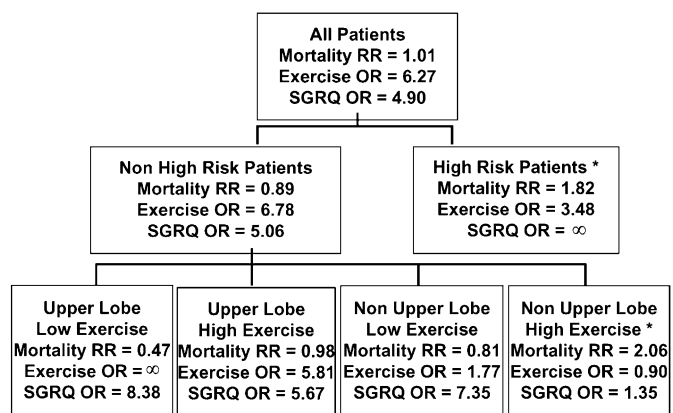 All Patients
Mortality RR = 1.01
Exercise OR = 6.27
SGRQ OR = 4.90
Non High Risk Patients
Mortality RR = 0.89
Exercise OR = 6.78
SGRQ OR = 5.06
High Risk Patients *
Mortality RR = 1.82
Exercise OR = 3.48
SGRQ OR = ∞
Upper Lobe
Low Exercise
Mortality RR = 0.47
Exercise OR = ∞
SGRQ OR = 8.38
Upper Lobe
High Exercise
Mortality RR = 0.98
Exercise OR = 5.81
SGRQ OR = 5.67
Non Upper Lobe
Low Exercise
Mortality RR = 0.81
Exercise OR = 1.77
SGRQ OR = 7.35
Non Upper Lobe
High Exercise *
Mortality RR = 2.06
Exercise OR = 0.90
SGRQ OR = 1.35